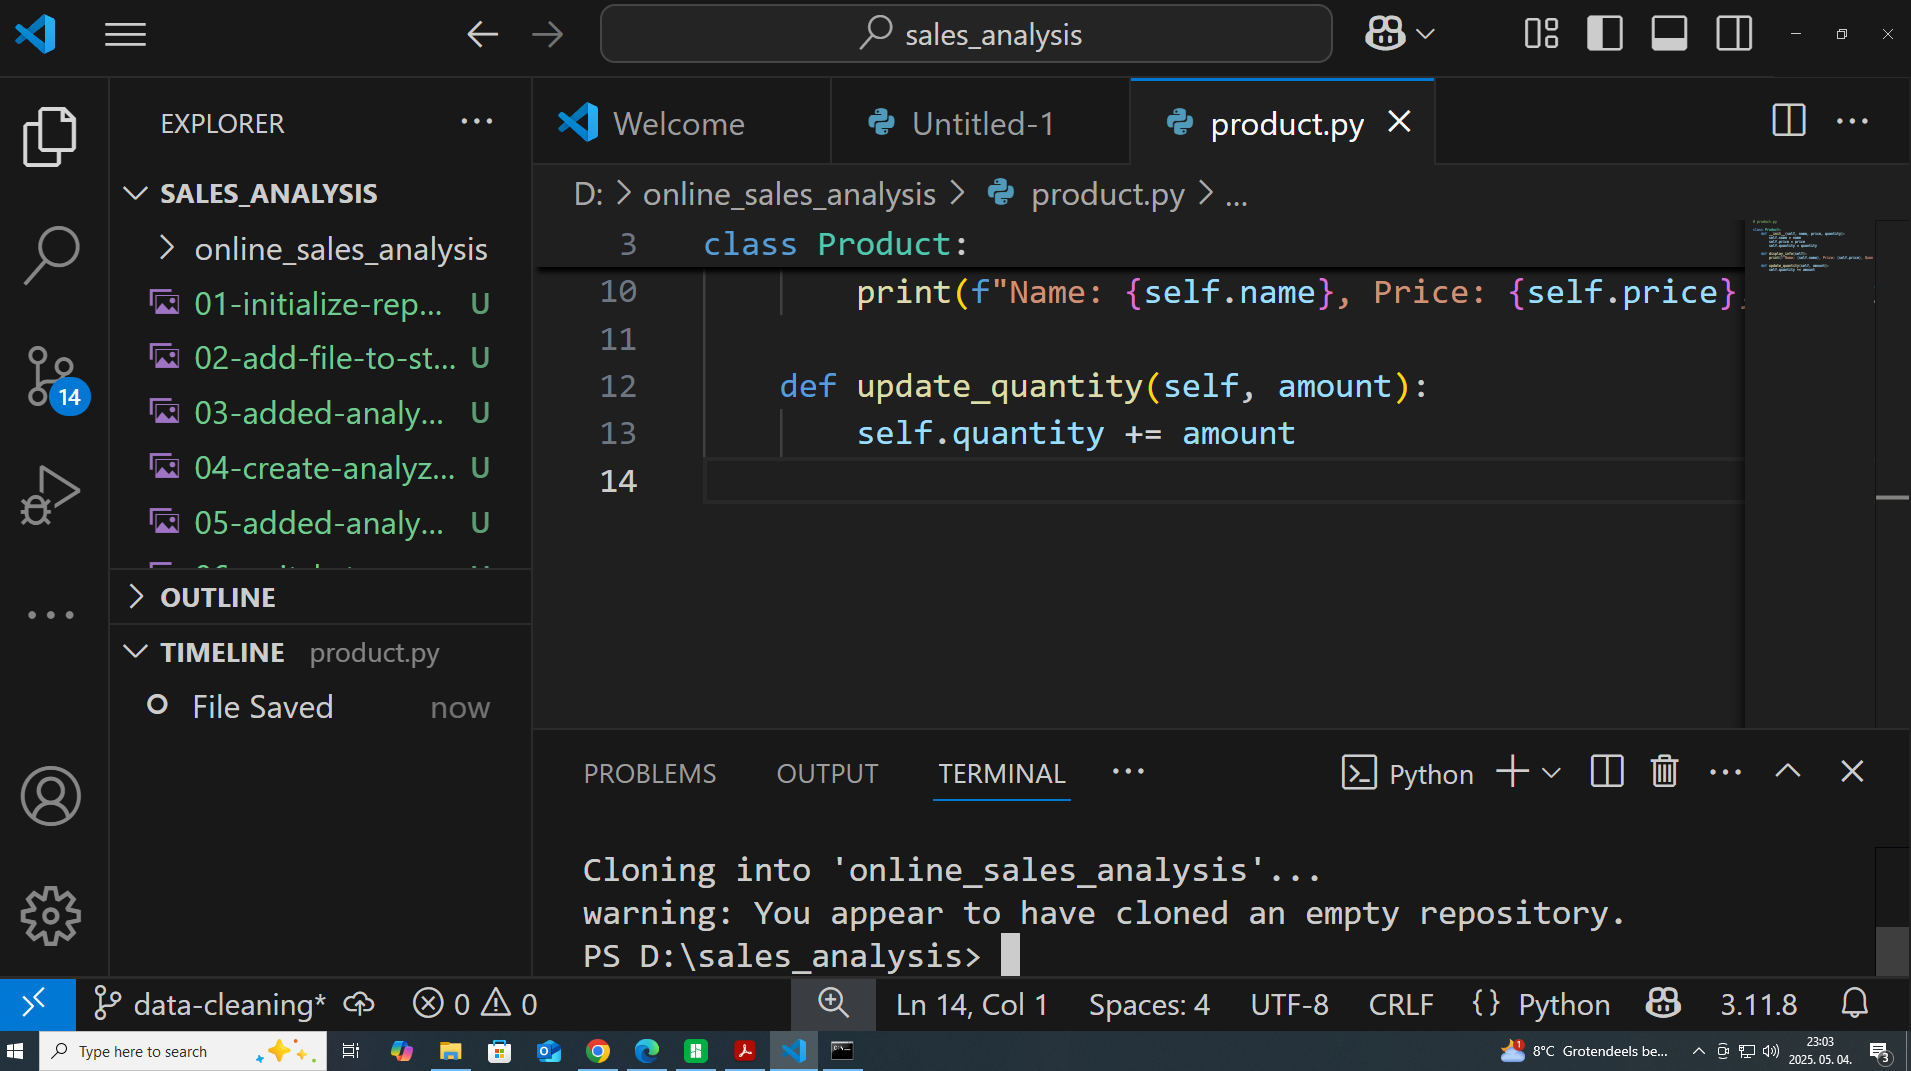 sales_analysis
EXPLORER
SALES_ANALYSIS
online_sales_analysis
01-initialize-rep... U
02-add-file-to-st... U
03-added-analy... U
04-create-analyz... U
05-added-analy... U
OUTLINE
TIMELINE product.py
File Saved now
14
Welcome
Untitled-1
product.py
D: > online_sales_analysis > product.py > ...
3 class Product:
10 print(f"Name: {self.name}, Price: {self.price}
11
12 def update_quantity(self, amount):
13 self.quantity += amount
14
PROBLEMS OUTPUT TERMINAL ... Python
Cloning into 'online_sales_analysis'...
warning: You appear to have cloned an empty repository.
PS D:\sales_analysis>
data-cleaning* 0 0 Ln 14, Col 1 Spaces: 4 UTF-8 CRLF {} Python 3.11.8
Type here to search 8°C Grotendeels be... 23:03
2025. 05. 04. 3